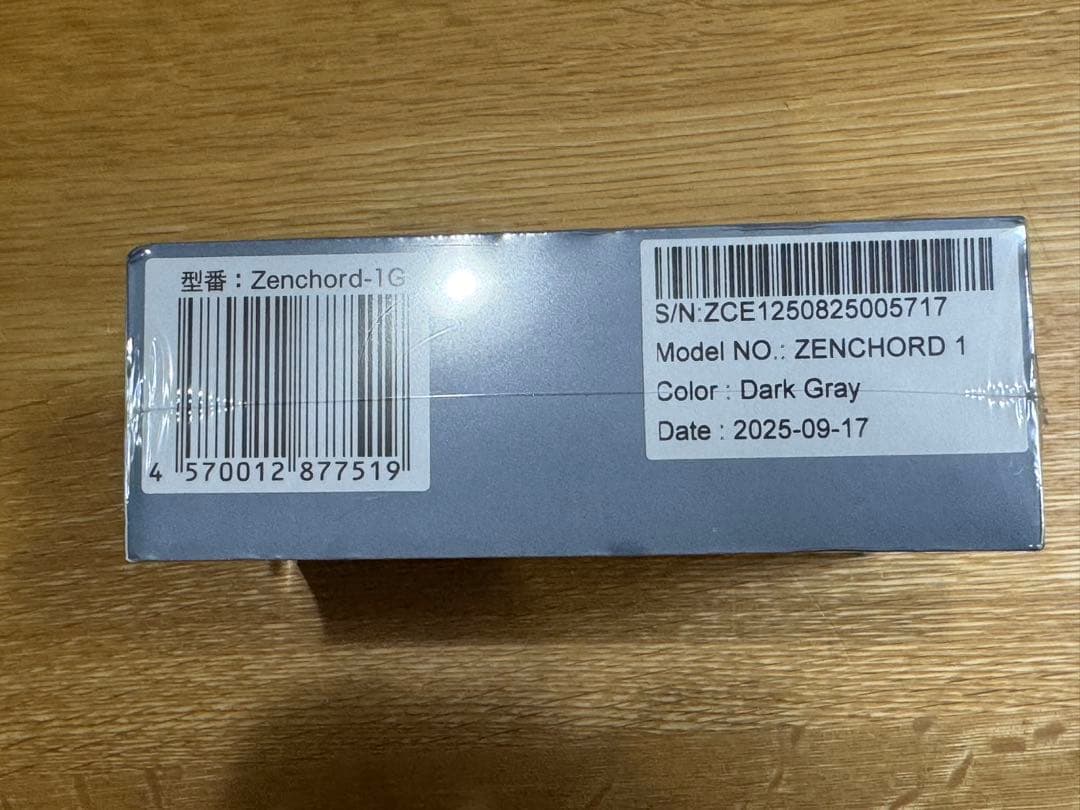 型番：Zenchord-1G
4 570012 877519
S/N:ZCE1250825005717
Model NO.: ZENCHORD 1
Color : Dark Gray
Date : 2025-09-17